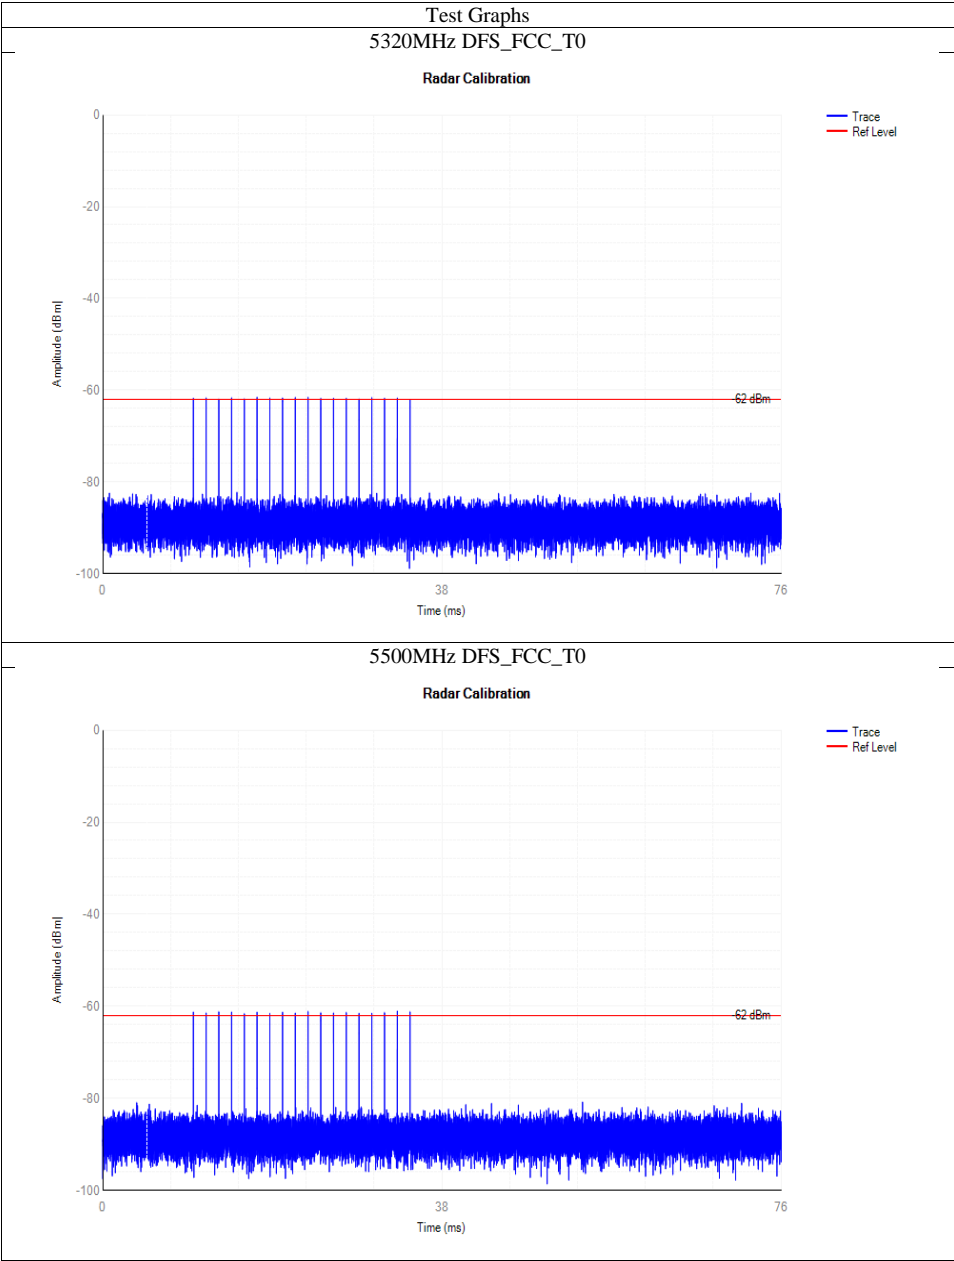 Test Graphs
5320MHz DFS_FCC_T0
Radar Calibration
Trace
Ref Level
0
-20
-40
-60
-80
-100
Amplitude [dBm]
-62 dBm
0
38
76
Time (ms)
5500MHz DFS_FCC_T0
Radar Calibration
Trace
Ref Level
0
-20
-40
-60
-80
-100
Amplitude [dBm]
-62 dBm
0
38
76
Time (ms)